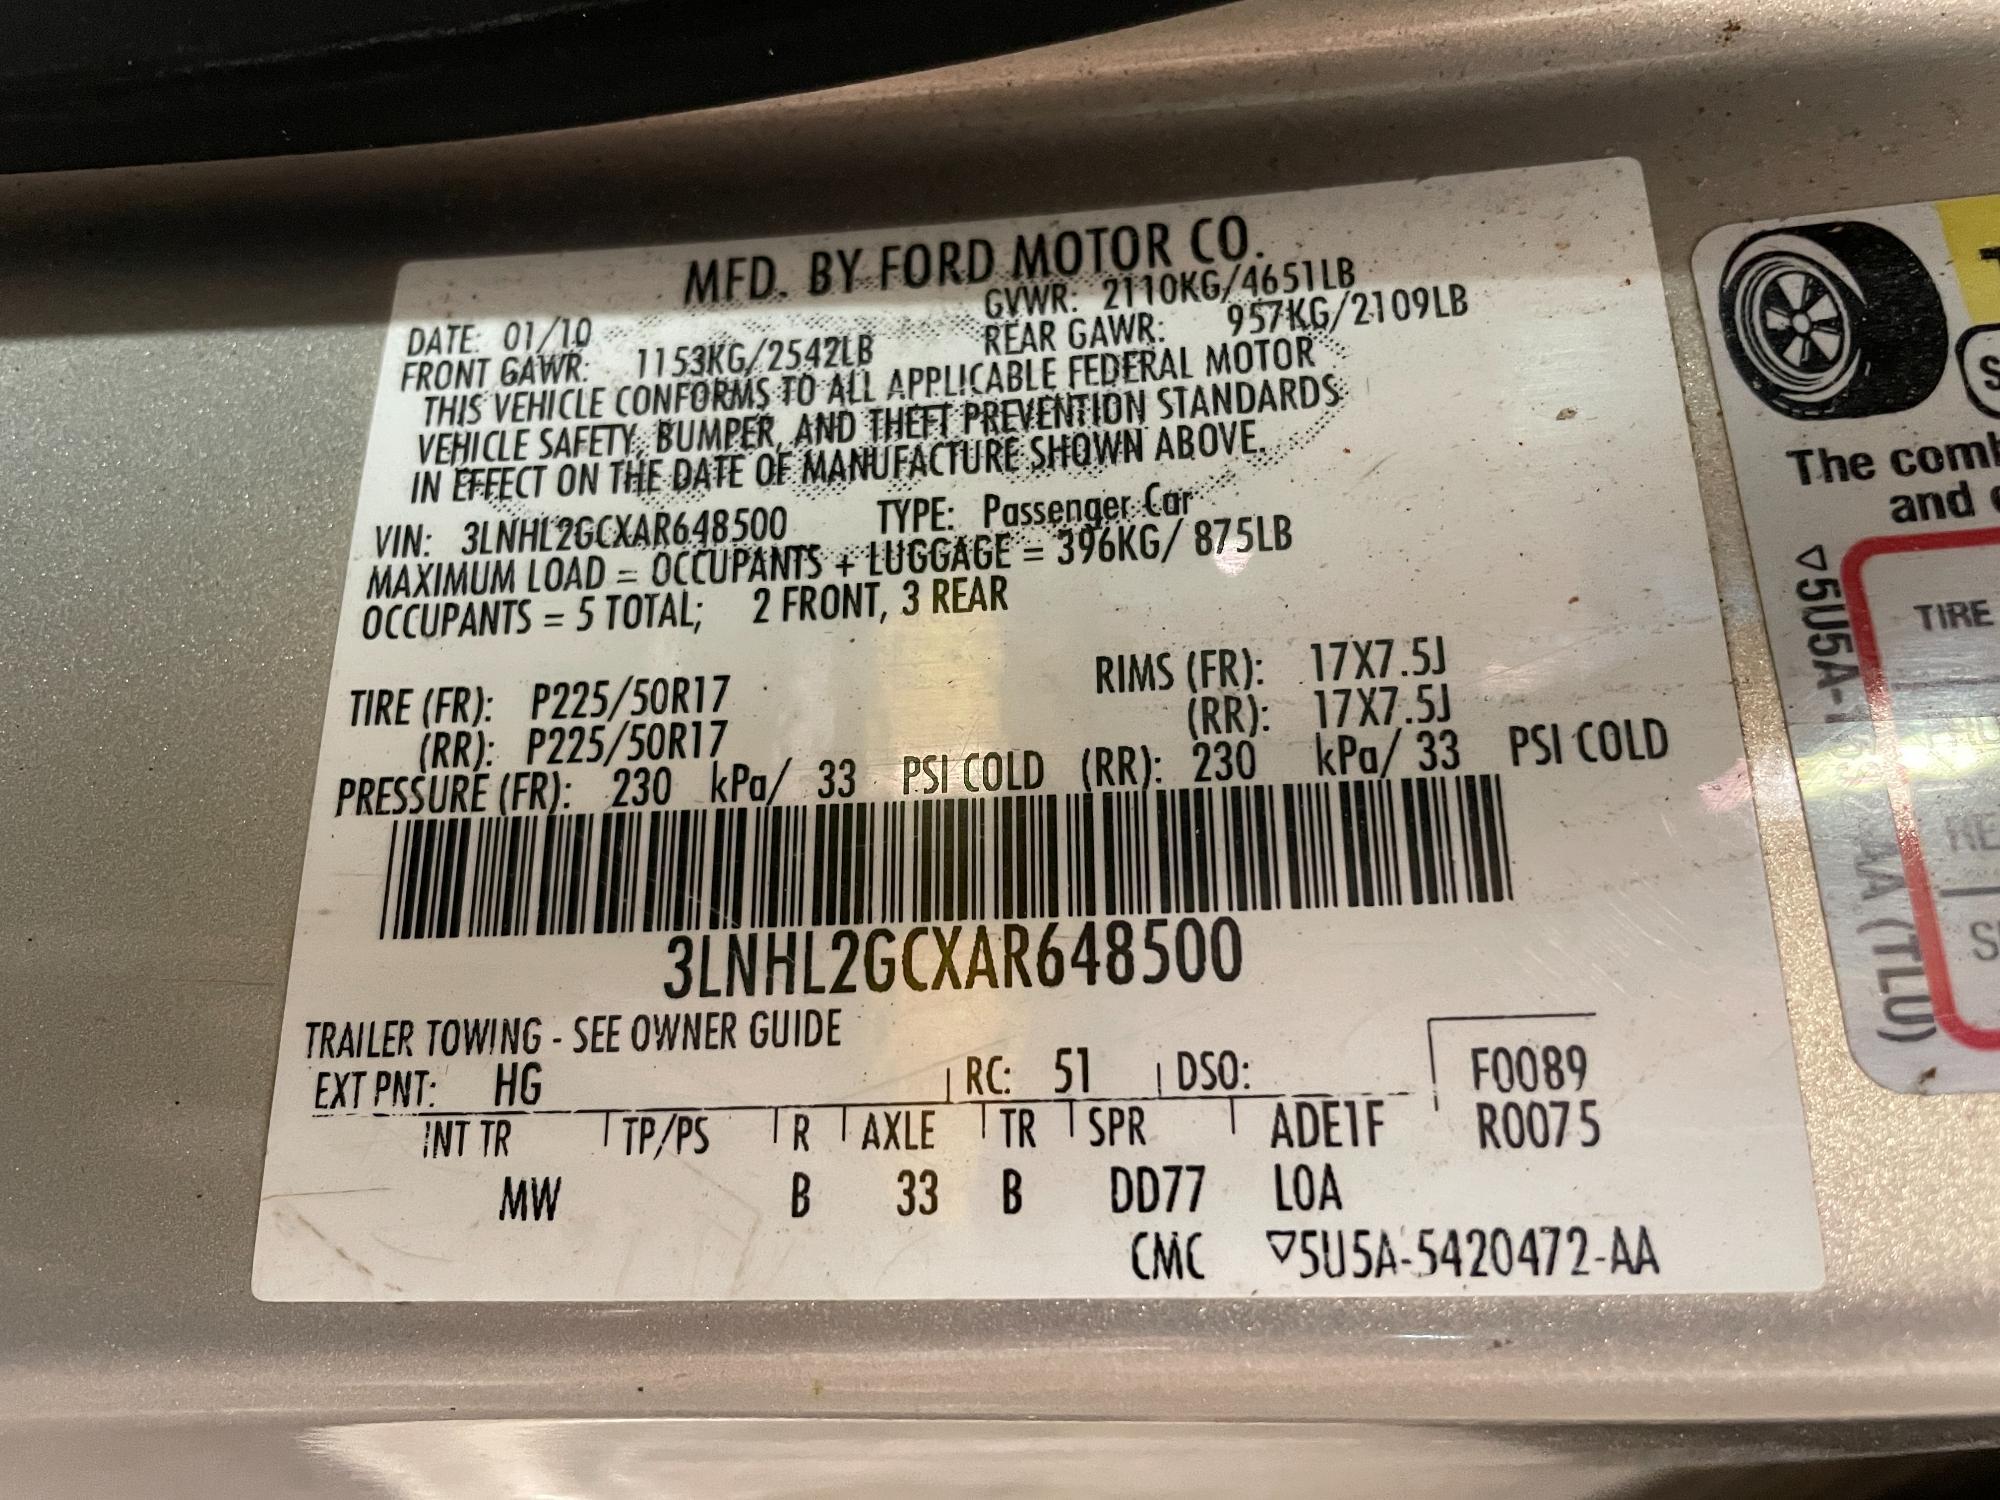 MFD. BY FORD MOTOR CO.
DATE: 01/10 GVWR: 2110KG/4651LB
FRONT GAWR: 1153KG/2542LB REAR GAWR: 957KG/2109LB
THIS VEHICLE CONFORMS TO ALL APPLICABLE FEDERAL MOTOR
VEHICLE SAFETY, BUMPER, AND THEFT PREVENTION STANDARDS
IN EFFECT ON THE DATE OF MANUFACTURE SHOWN ABOVE.
VIN: 3LNHL2GCXAR648500 TYPE: Passenger Car
MAXIMUM LOAD = OCCUPANTS + LUGGAGE = 396KG/ 875LB
OCCUPANTS = 5 TOTAL; 2 FRONT, 3 REAR
TIRE (FR): P225/50R17 RIMS (FR): 17X7.5J
(RR): P225/50R17 (RR): 17X7.5J
PRESSURE (FR): 230 kPa/ 33 PSI COLD (RR): 230 kPa/ 33 PSI COLD
3LNHL2GCXAR648500
TRAILER TOWING - SEE OWNER GUIDE
EXT PNT: HG RC: 51 DSO: F0089
INT TR TP/PS R AXLE TR SPR ADE1F R0075
MW B 33 B DD77 LOA
CMC ▽5U5A-5420472-AA
The
and
TIRE
(TLU)